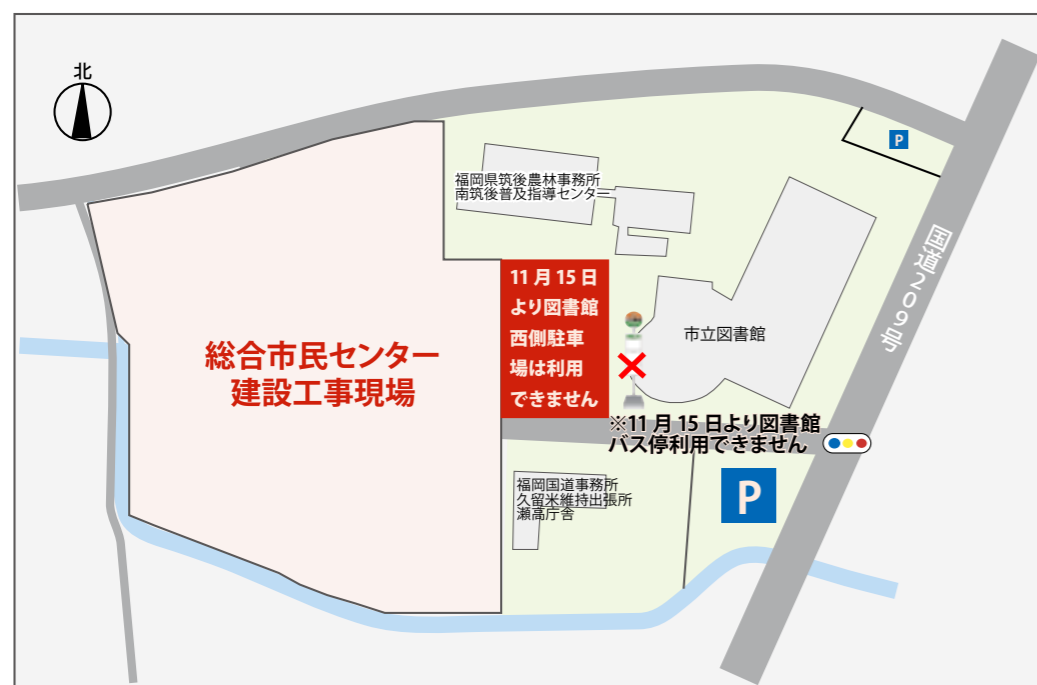 北
P
福岡県筑後農林事務所
南筑後普及指導センター
国道209号
11月15日
より図書館
西側駐車
場は利用
できません
市立図書館
総合市民センター
建設工事現場
※11月15日より図書館
バス停利用できません
福岡国道事務所
久留米維持出張所
瀬高庁舎
P